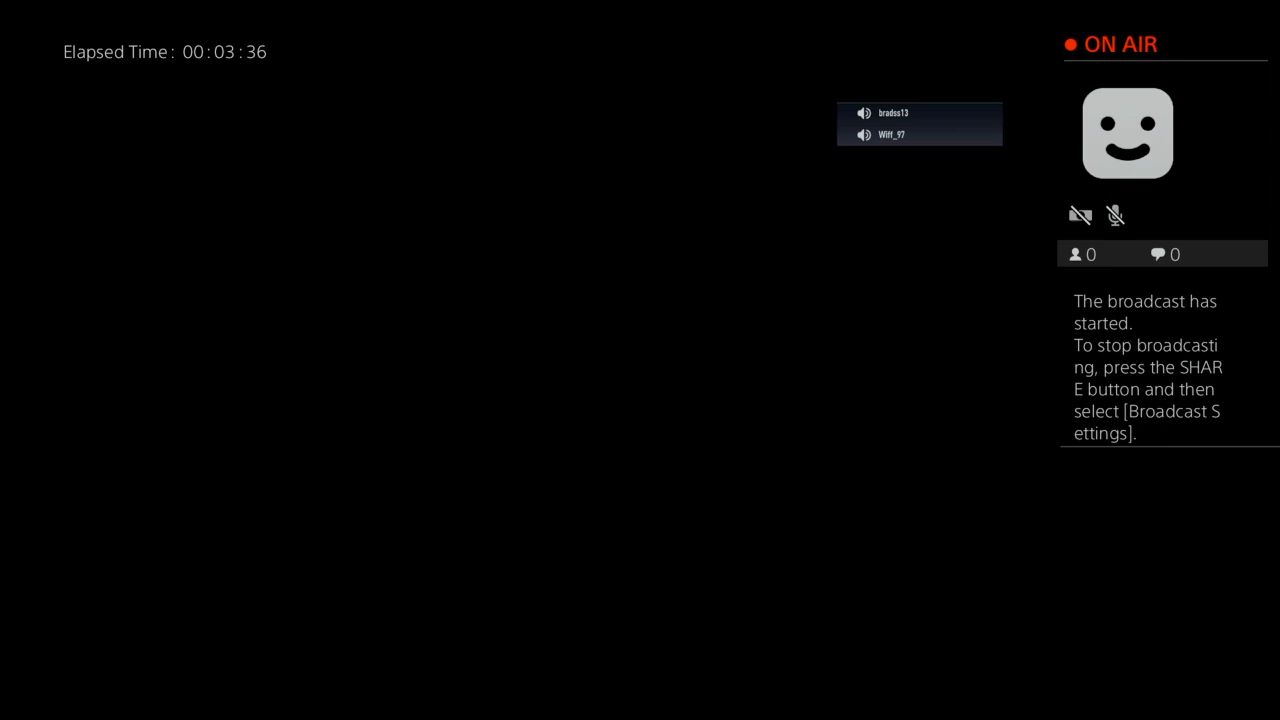 Elapsed Time: 00:03:36
ON AIR
bradss13
Wiff_97
0 0
The broadcast has
started.
To stop broadcasti
ng, press the SHAR
E button and then
select [Broadcast S
ettings].